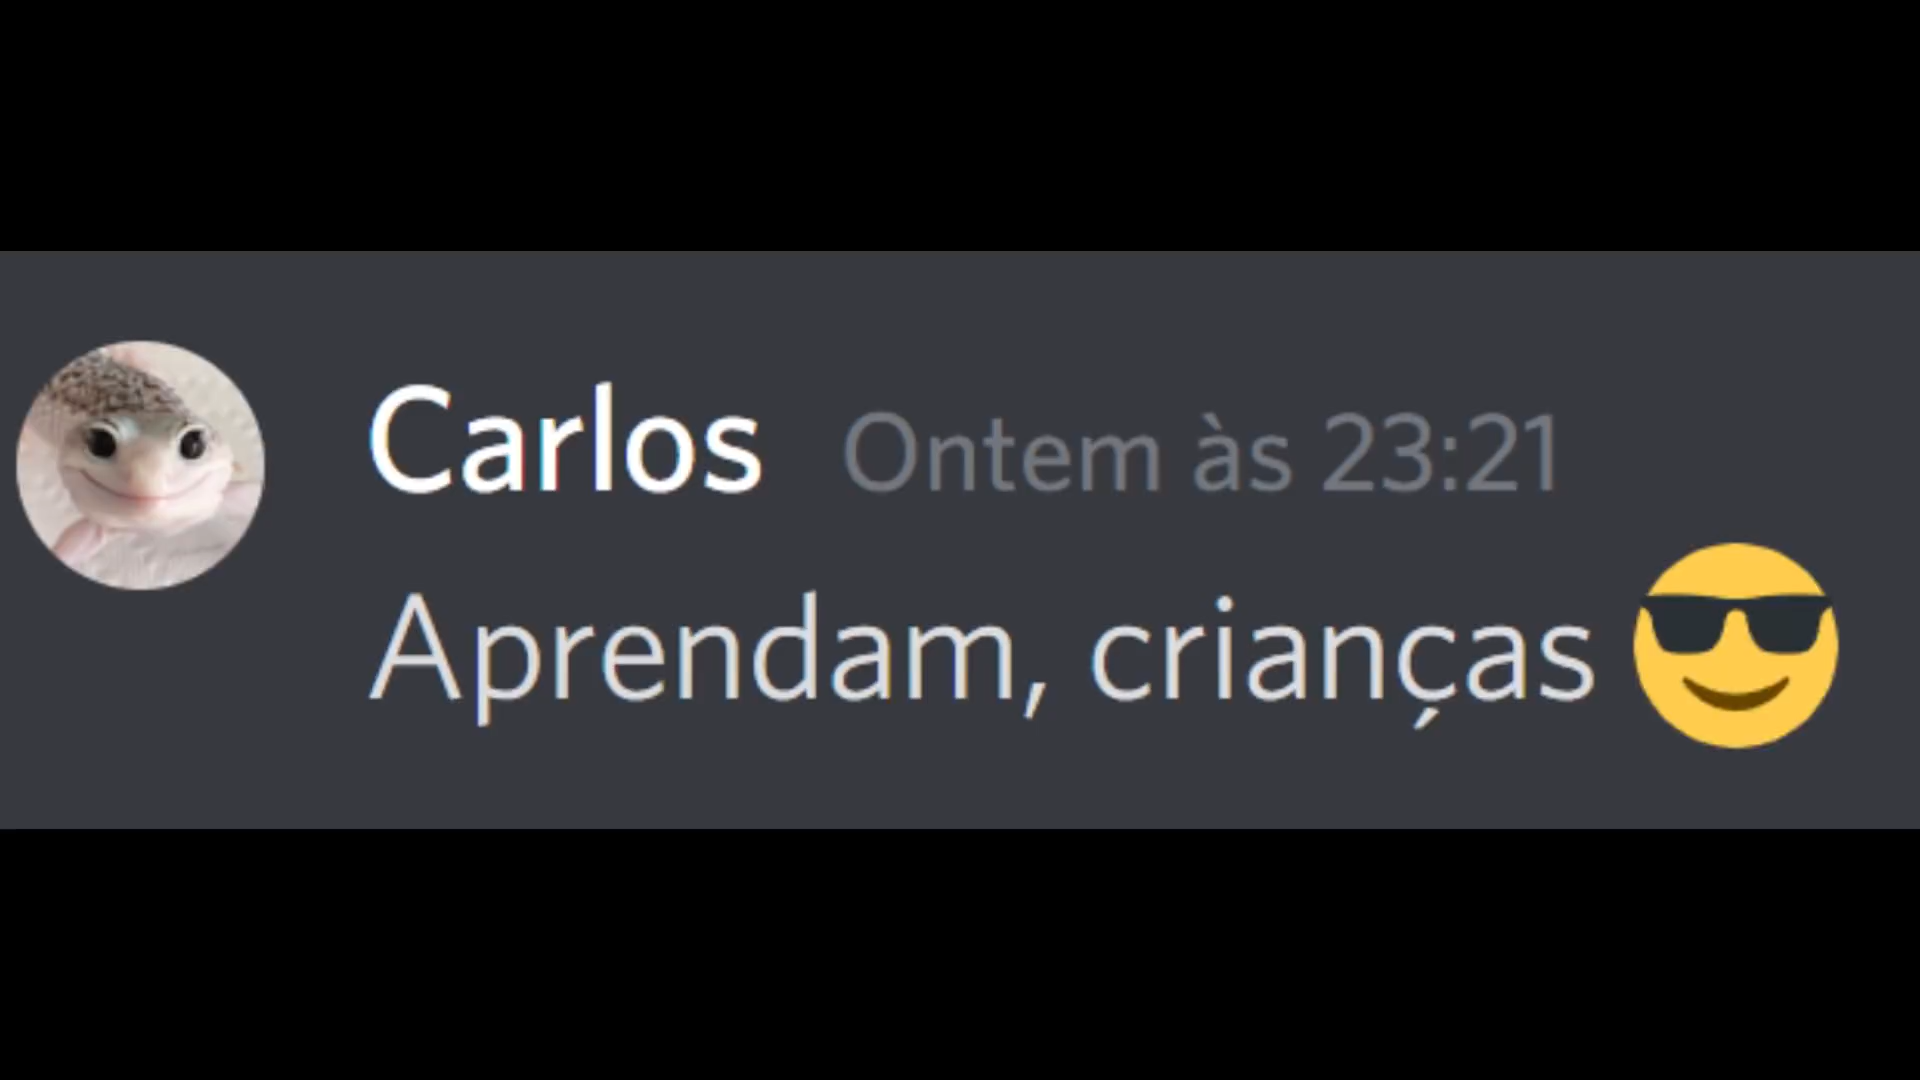 Carlos Ontem às 23:21
Aprendam, crianças 😎